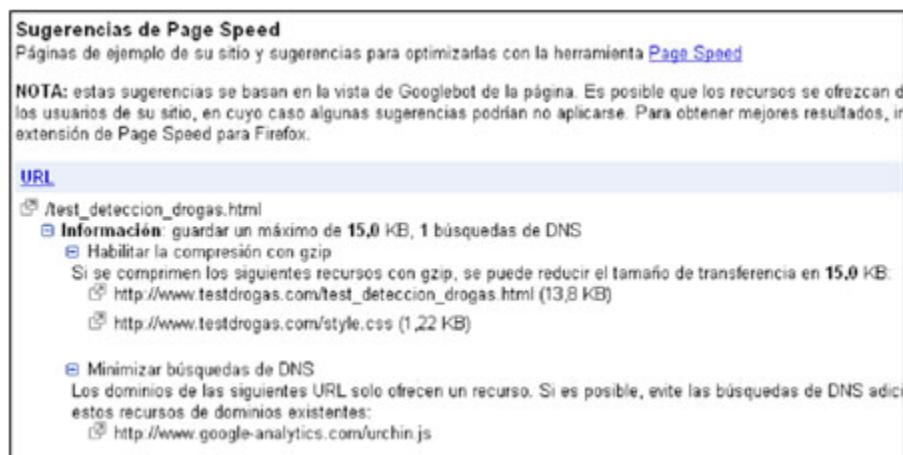 Sugerencias de Page Speed
Páginas de ejemplo de su sitio y sugerencias para optimizarlas con la herramienta Page Speed
NOTA: estas sugerencias se basan en la vista de Googlebot de la página. Es posible que los recursos se ofrezcan d
los usuarios de su sitio, en cuyo caso algunas sugerencias podrían no aplicarse. Para obtener mejores resultados, in
extensión de Page Speed para Firefox.
URL
/test_deteccion_drogas.html
Información: guardar un máximo de 15,0 KB, 1 búsquedas de DNS
Habilitar la compresión con gzip
Si se comprimen los siguientes recursos con gzip, se puede reducir el tamaño de transferencia en 15,0 KB:
http://www.testdrogas.com/test_deteccion_drogas.html (13,8 KB)
http://www.testdrogas.com/style.css (1,22 KB)
Minimizar búsquedas de DNS
Los dominios de las siguientes URL solo ofrecen un recurso. Si es posible, evite las búsquedas de DNS adici
estos recursos de dominios existentes:
http://www.google-analytics.com/urchin.js